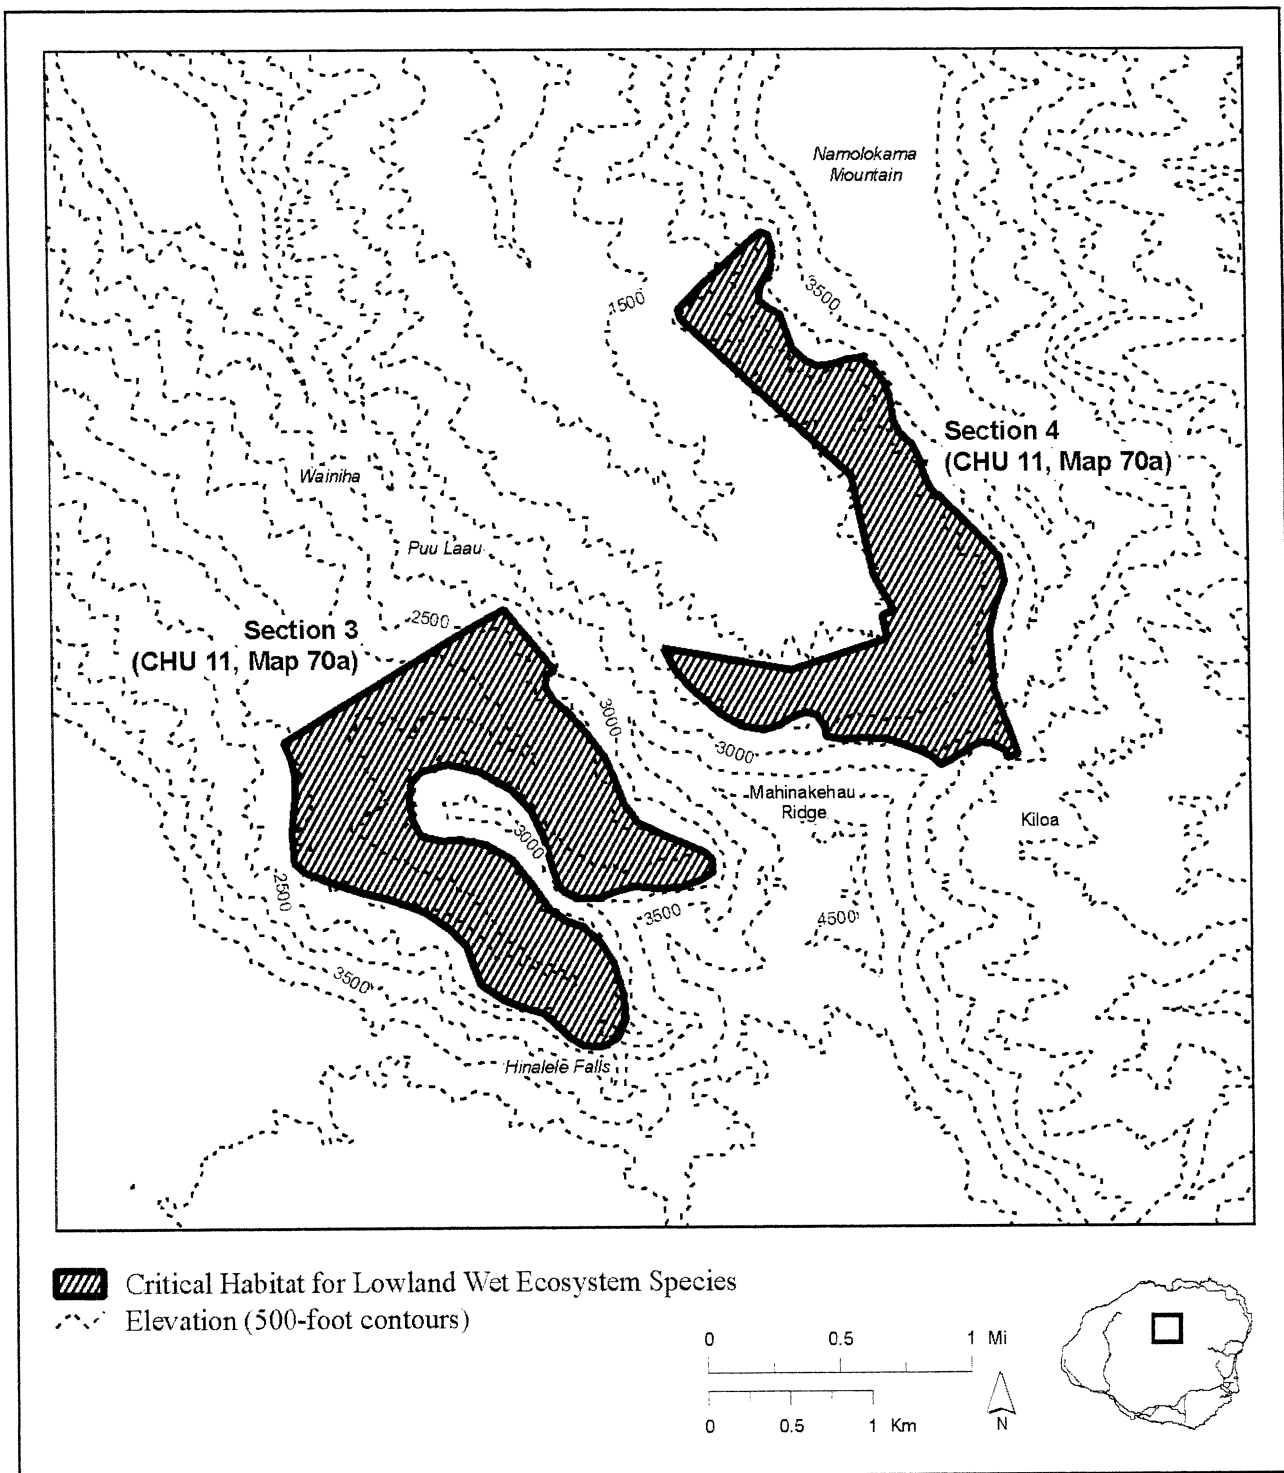 Namolokama
Mountain
3500
1500
Section 4
(CHU 11, Map 70a)
Wainiha
Puu Laau
2500
Section 3
(CHU 11, Map 70a)
3000
3000
Mahinakehau
Ridge
Kiloa
3000
2500
3500
4500
3500
Hinalele Falls
Critical Habitat for Lowland Wet Ecosystem Species
Elevation (500-foot contours)
0 0.5 1 Mi
0 0.5 1 Km
N